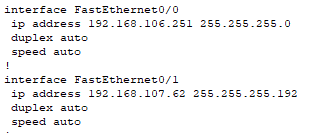 interface FastEthernet0/0
 ip address 192.168.106.251 255.255.255.0
 duplex auto
 speed auto
!
interface FastEthernet0/1
 ip address 192.168.107.62 255.255.255.192
 duplex auto
 speed auto